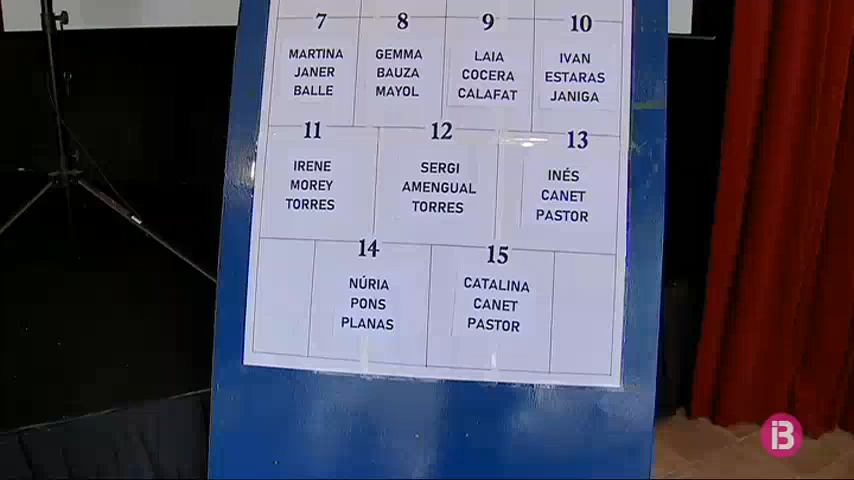 7 8 9 10
MARTINA
JANER
BALLE
GEMMA
BAUZA
MAYOL
LAIA
COCERA
CALAFAT
IVAN
ESTARAS
JANIGA
11 12 13
IRENE
MOREY
TORRES
SERGI
AMENGUAL
TORRES
INÉS
CANET
PASTOR
14 15
NÚRIA
PONS
PLANAS
CATALINA
CANET
PASTOR
iB